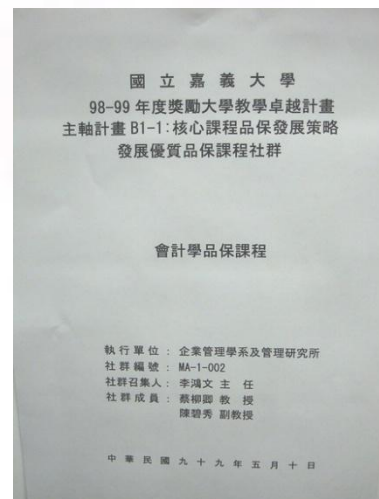 國立嘉義大學
98-99 年度獎勵大學教學卓越計畫
主軸計畫 B1-1:核心課程品保發展策略
發展優質品保課程社群
會計學品保課程
執行單位： 企業管理學系及管理研究所
社群編號： MA-1-002
社群召集人： 李鴻文 主 任
社群成員： 蔡柳卿 教 授
陳碧秀 副教授
中華民國九十九年五月十日